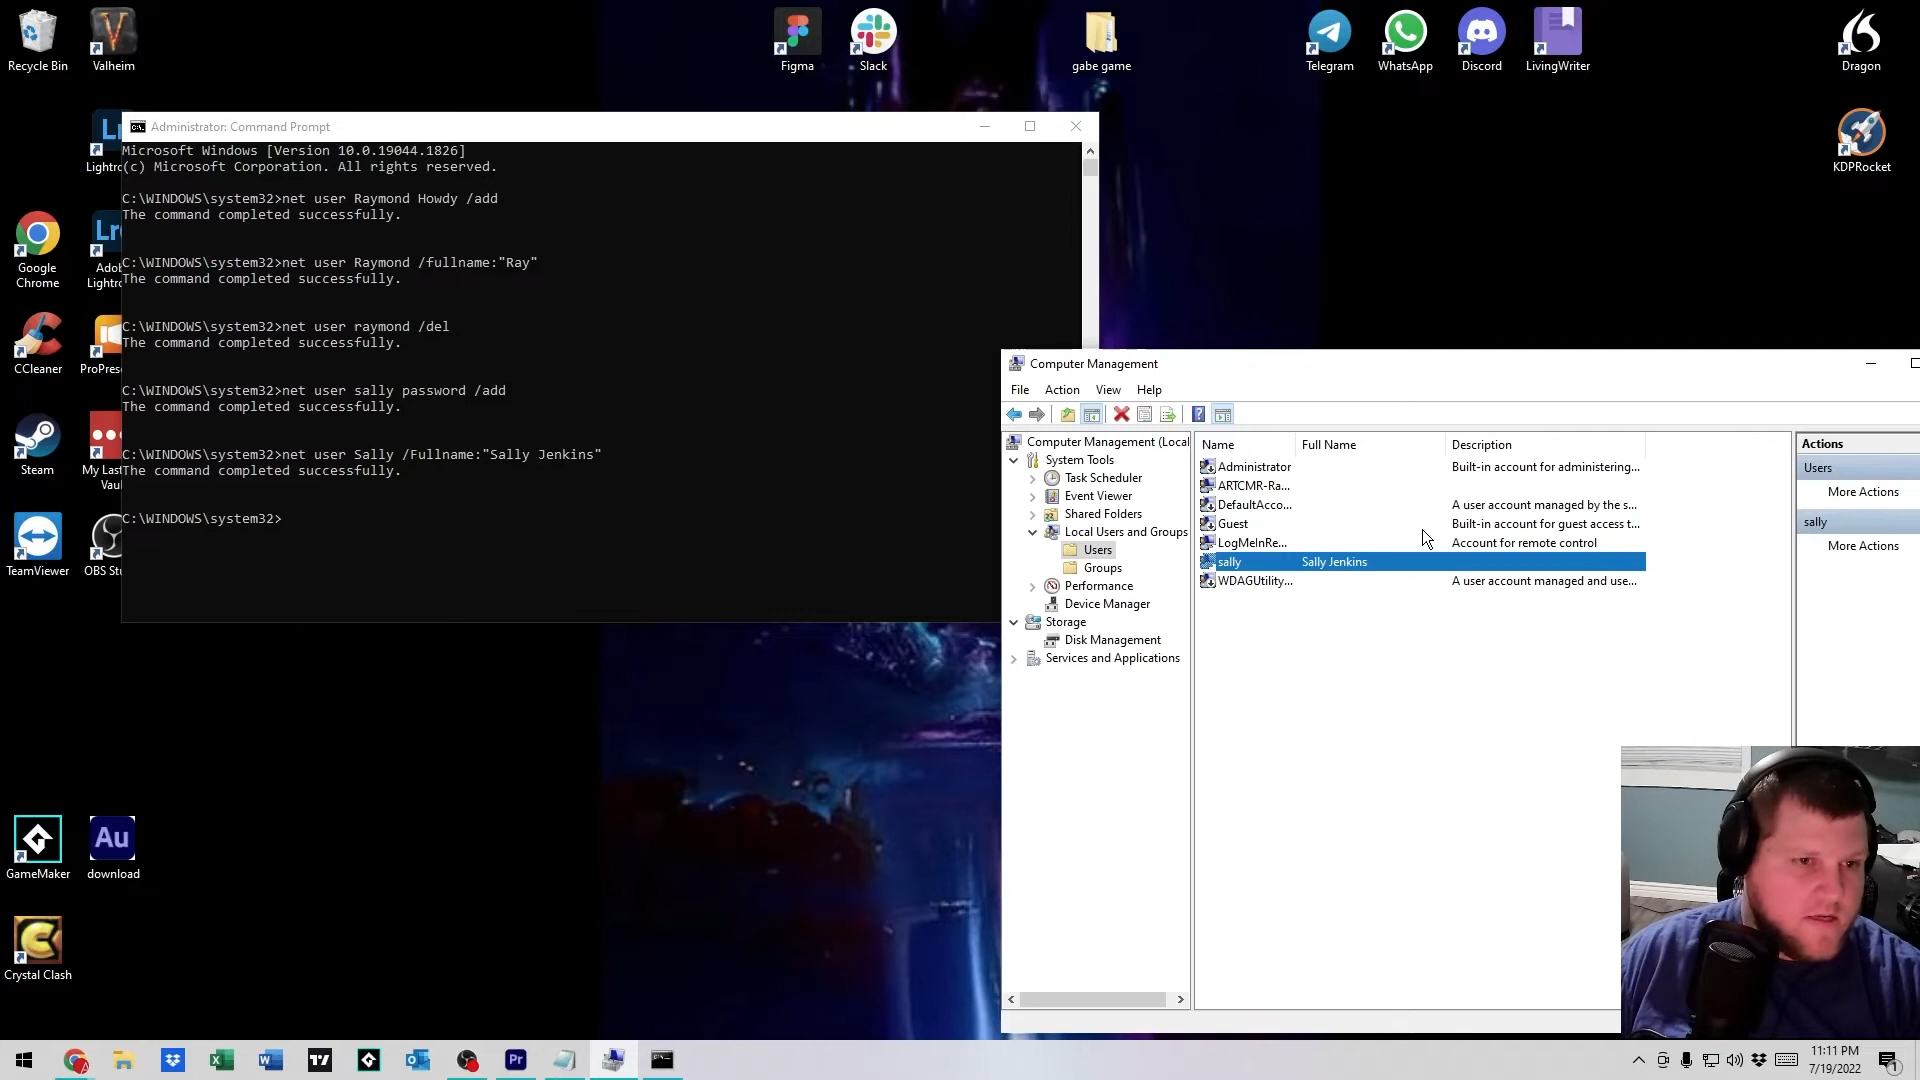 Recycle Bin
Valheim
Figma
Slack
gabe game
Telegram
WhatsApp
Discord
LivingWriter
Dragon
KDPRocket
Google
Chrome
CCleaner
Steam
TeamViewer
GameMaker
Au
download
Crystal Clash
Administrator: Command Prompt
Microsoft Windows [Version 10.0.19044.1826]
(c) Microsoft Corporation. All rights reserved.
C:\WINDOWS\system32>net user Raymond Howdy /add
The command completed successfully.
C:\WINDOWS\system32>net user Raymond /fullname:"Ray"
The command completed successfully.
C:\WINDOWS\system32>net user raymond /del
The command completed successfully.
C:\WINDOWS\system32>net user sally password /add
The command completed successfully.
C:\WINDOWS\system32>net user Sally /Fullname:"Sally Jenkins"
The command completed successfully.
C:\WINDOWS\system32>
Computer Management
File Action View Help
Computer Management (Local
System Tools
Task Scheduler
Event Viewer
Shared Folders
Local Users and Groups
Users
Groups
Performance
Device Manager
Storage
Disk Management
Services and Applications
Name Full Name Description
Administrator Built-in account for administering...
ARTCMR-Ra...
DefaultAcco... A user account managed by the s...
Guest Built-in account for guest access t...
LogMeInRe... Account for remote control
sally Sally Jenkins
WDAGUtility... A user account managed and use...
Actions
Users
More Actions
sally
More Actions
11:11 PM
7/19/2022